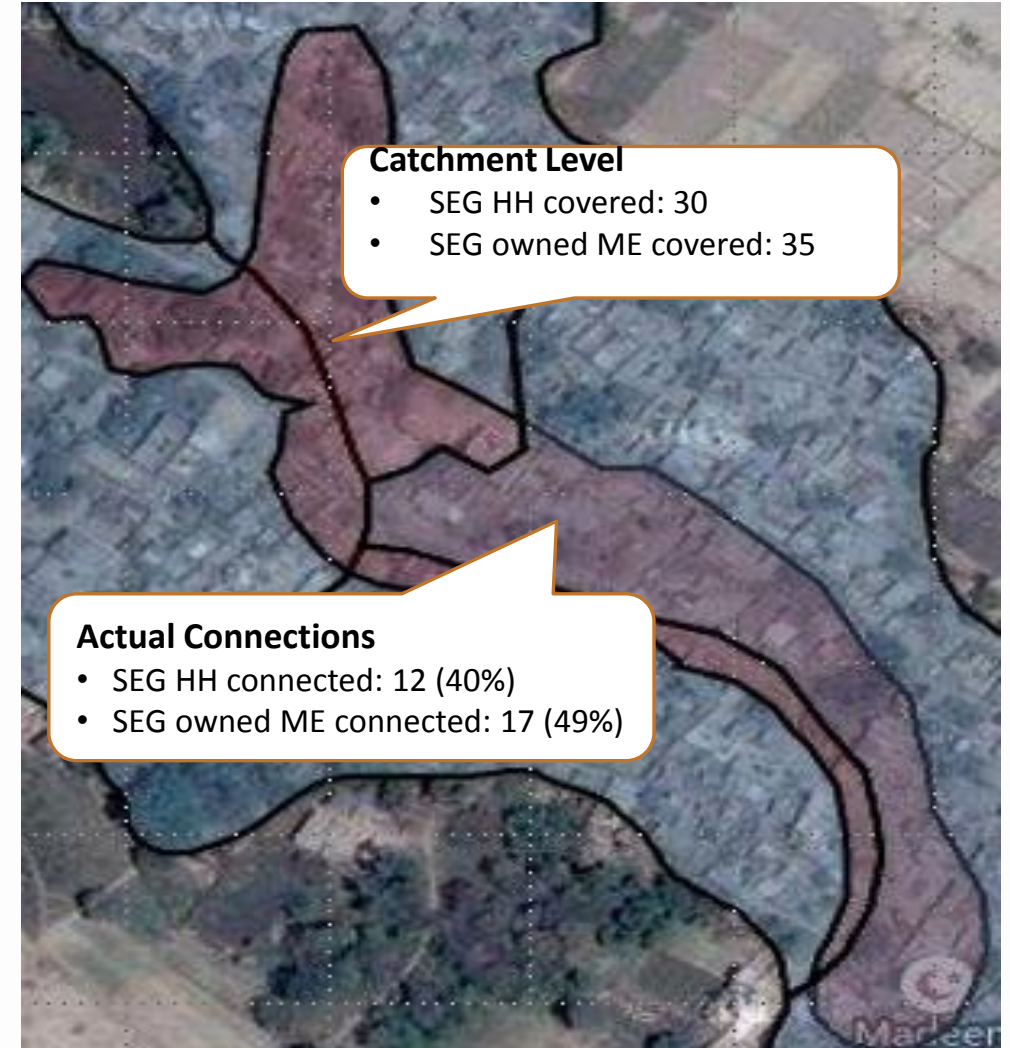 Catchment Level
• SEG HH covered: 30
• SEG owned ME covered: 35
Actual Connections
• SEG HH connected: 12 (40%)
• SEG owned ME connected: 17 (49%)